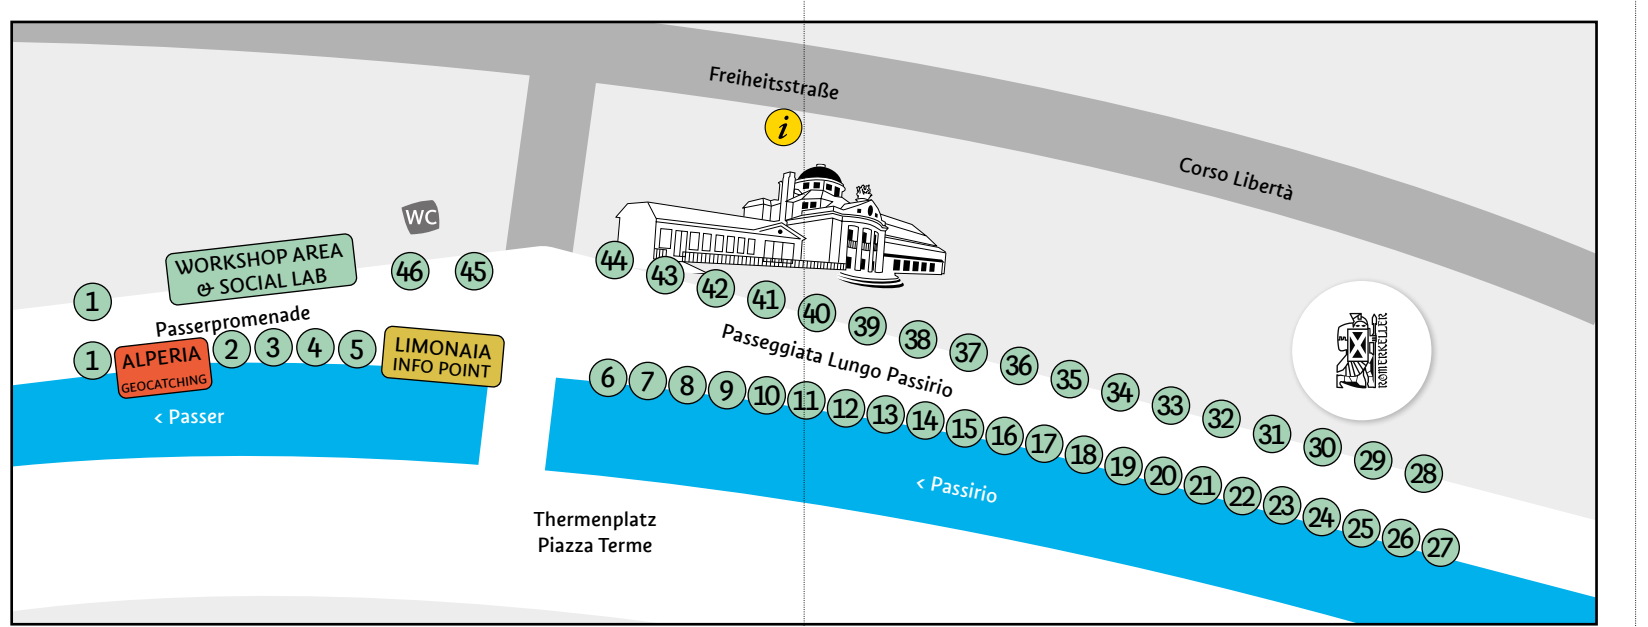 Freiheitsstraße
i
Corso Libertà
WC
WORKSHOP AREA
& SOCIAL LAB
46
45
44
43
42
41
40
39
38
37
36
35
34
33
32
31
30
29
28
1
Passerpromenade
Passeggiata Lungo Passirio
RÖMERKELLER
1
ALPERIA
GEOCATCHING
2
3
4
5
LIMONAIA
INFO POINT
6
7
8
9
10
11
12
13
14
15
16
17
18
19
20
21
22
23
24
25
26
27
< Passer
< Passirio
Thermenplatz
Piazza Terme